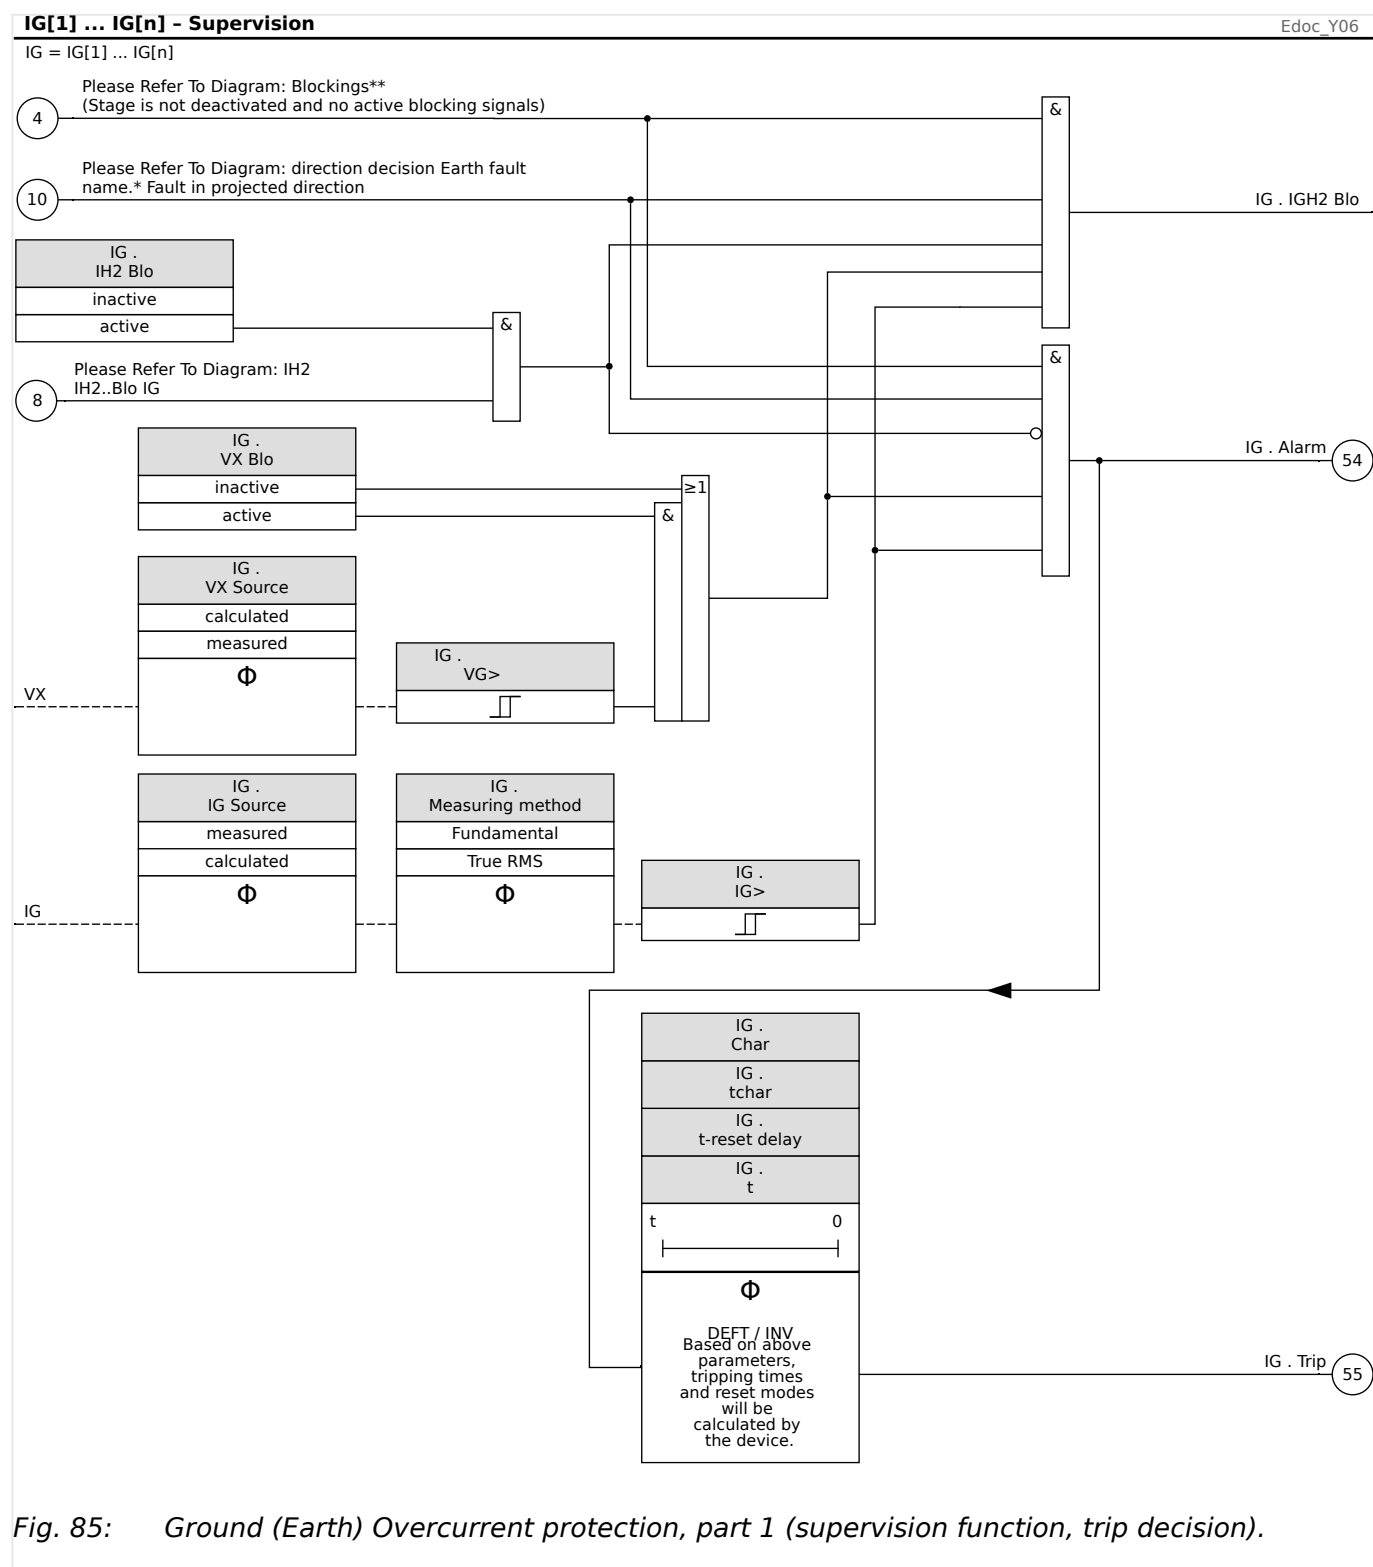 IG[1] ... IG[n] – Supervision
Edoc_Y06
IG = IG[1] ... IG[n]
Please Refer To Diagram: Blockings**
(Stage is not deactivated and no active blocking signals)
4
&
Please Refer To Diagram: direction decision Earth fault
name.* Fault in projected direction
10
IG . IGH2 Blo
IG .
IH2 Blo
inactive
active
&
Please Refer To Diagram: IH2
IH2..Blo IG
8
&
IG . Alarm
54
IG .
VX Blo
inactive
active
≥1
&
IG .
VX Source
calculated
measured
Φ
VX
IG .
VG>
IG .
IG Source
measured
calculated
Φ
IG
IG .
Measuring method
Fundamental
True RMS
Φ
IG .
IG>
IG .
Char
IG .
tchar
IG .
t-reset delay
IG .
t
t 0
Φ
DEFT / INV
Based on above
parameters,
tripping times
and reset modes
will be
calculated by
the device.
IG . Trip
55
Fig. 85: Ground (Earth) Overcurrent protection, part 1 (supervision function, trip decision).